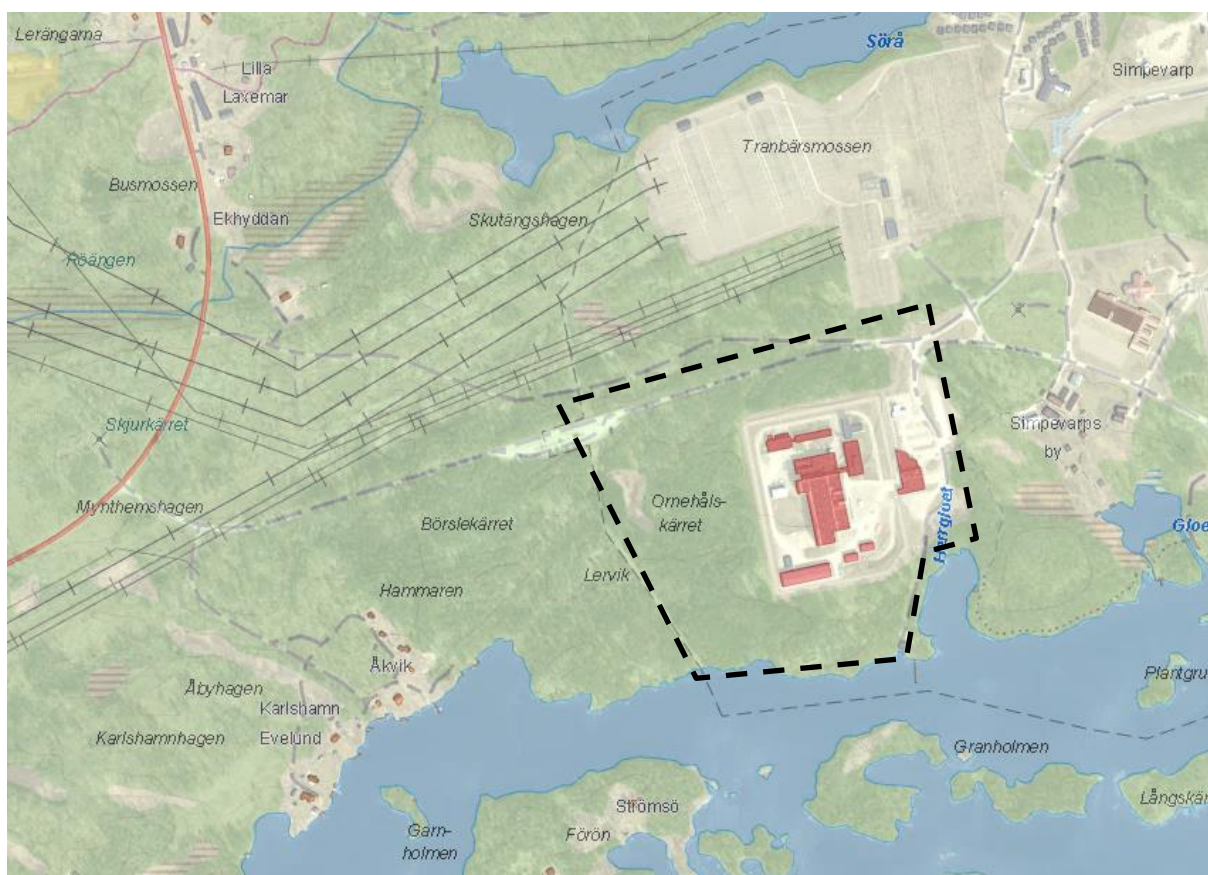 Lerängarna
Sörå
Lilla
Laxemar
Simpevarp
Tranbärsmossen
Busmossen
Ekhyddan
Skutängshagen
Röängen
Skjurkärret
Simpevarps
by
Mynthemshagen
Börslekärret
Ornehåls-
kärret
Herrgloet
Gloe
Lervik
Hammaren
Åkvik
Åbyhagen
Karlshamn
Karlshamnhagen
Evelund
Plantgru
Granholmen
Långskär
Strömsö
Garn-
holmen
Förön